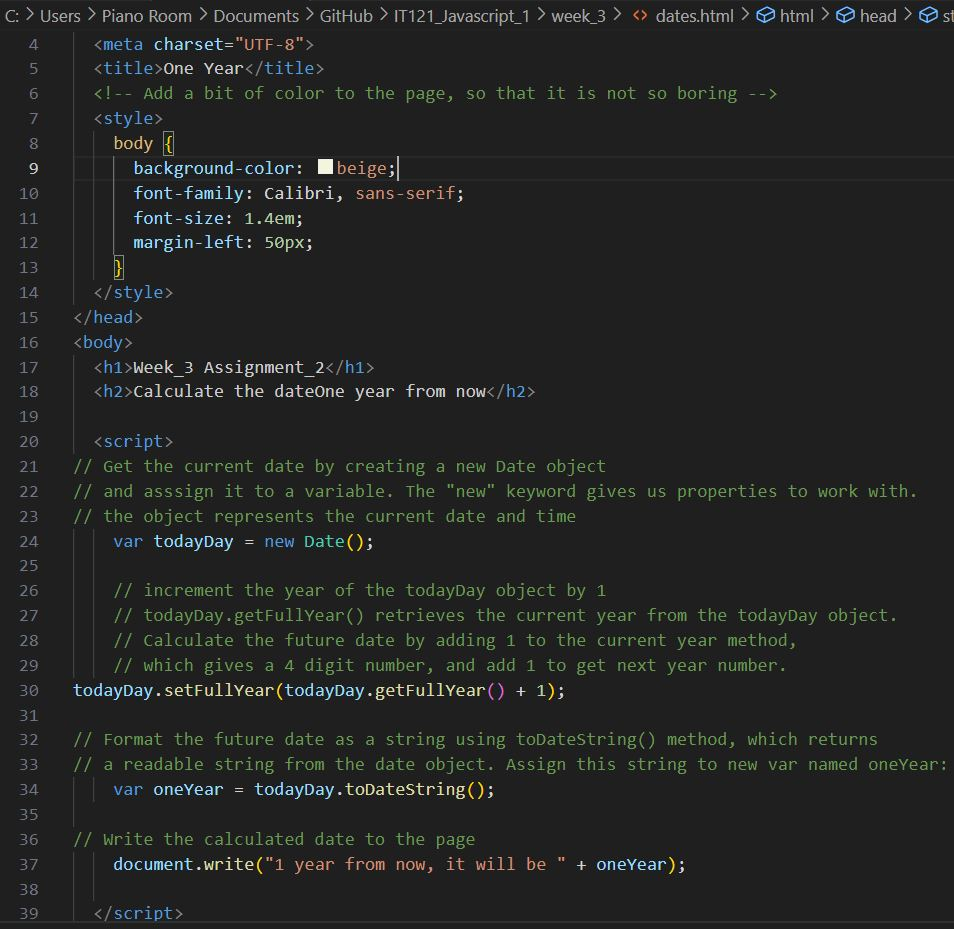 C: > Users > Piano Room > Documents > GitHub > IT121_Javascript_1 > week_3 > <> dates.html > html > head > st
4 <meta charset="UTF-8">
5 <title>One Year</title>
6 <!-- Add a bit of color to the page, so that it is not so boring -->
7 <style>
8 body {
9 background-color: beige;
10 font-family: Calibri, sans-serif;
11 font-size: 1.4em;
12 margin-left: 50px;
13 }
14 </style>
15 </head>
16 <body>
17 <h1>Week_3 Assignment_2</h1>
18 <h2>Calculate the dateOne year from now</h2>
19
20 <script>
21 // Get the current date by creating a new Date object
22 // and asssign it to a variable. The "new" keyword gives us properties to work with.
23 // the object represents the current date and time
24 var todayDay = new Date();
25
26 // increment the year of the todayDay object by 1
27 // todayDay.getFullYear() retrieves the current year from the todayDay object.
28 // Calculate the future date by adding 1 to the current year method,
29 // which gives a 4 digit number, and add 1 to get next year number.
30 todayDay.setFullYear(todayDay.getFullYear() + 1);
31
32 // Format the future date as a string using toDateString() method, which returns
33 // a readable string from the date object. Assign this string to new var named oneYear:
34 var oneYear = todayDay.toDateString();
35
36 // Write the calculated date to the page
37 document.write("1 year from now, it will be " + oneYear);
38
39 </script>